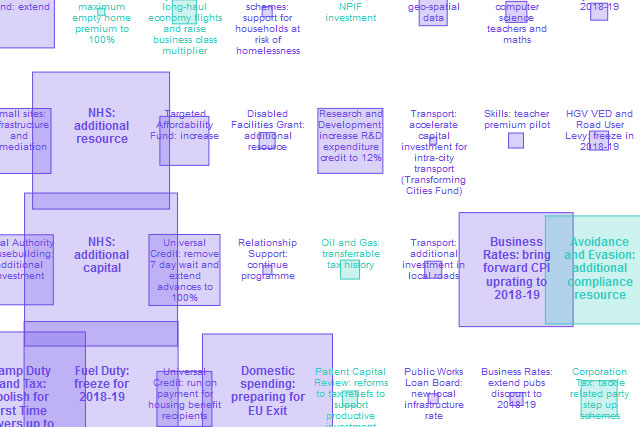 nd: extend
maximum
empty home
premium to
100%
long-haul
economy flights
and raise
business class
multiplier
schemes:
support for
households at
risk of
homelessness
NPIF
investment
geo-spatial
data
computer
science
teachers and
maths
2018-19
mall sites:
frastructure
and
mediation
NHS:
additional
resource
Targeted
Affordability
Fund: increase
Disabled
Facilities Grant:
additional
resource
Research and
Development:
increase R&D
expenditure
credit to 12%
Transport:
accelerate
capital
investment for
intra-city
transport
(Transforming
Cities Fund)
Skills: teacher
premium pilot
HGV VED and
Road User
Levy: freeze in
2018-19
al Authority
usebuilding:
dditional
nvestment
NHS:
additional
capital
Universal
Credit: remove
7 day wait and
extend
advances to
100%
Relationship
Support:
continue
programme
Oil and Gas:
transferrable
tax history
Transport:
additional
investment in
local roads
Business
Rates: bring
forward CPI
uprating to
2018-19
Avoidance
and Evasion:
additional
compliance
resource
amp Duty
and Tax:
olish for
rst Time
yers up to
Fuel Duty:
freeze for
2018-19
Universal
Credit: run on
payment for
housing benefit
recipients
Domestic
spending:
preparing for
EU Exit
Patient Capital
Review: reforms
to tax reliefs to
support
productive
investment
Public Works
Loan Board:
new local
infrastructure
rate
Business Rates:
extend pubs
discount to
2018-19
Corporation
Tax: tackle
related party
step up
schemes